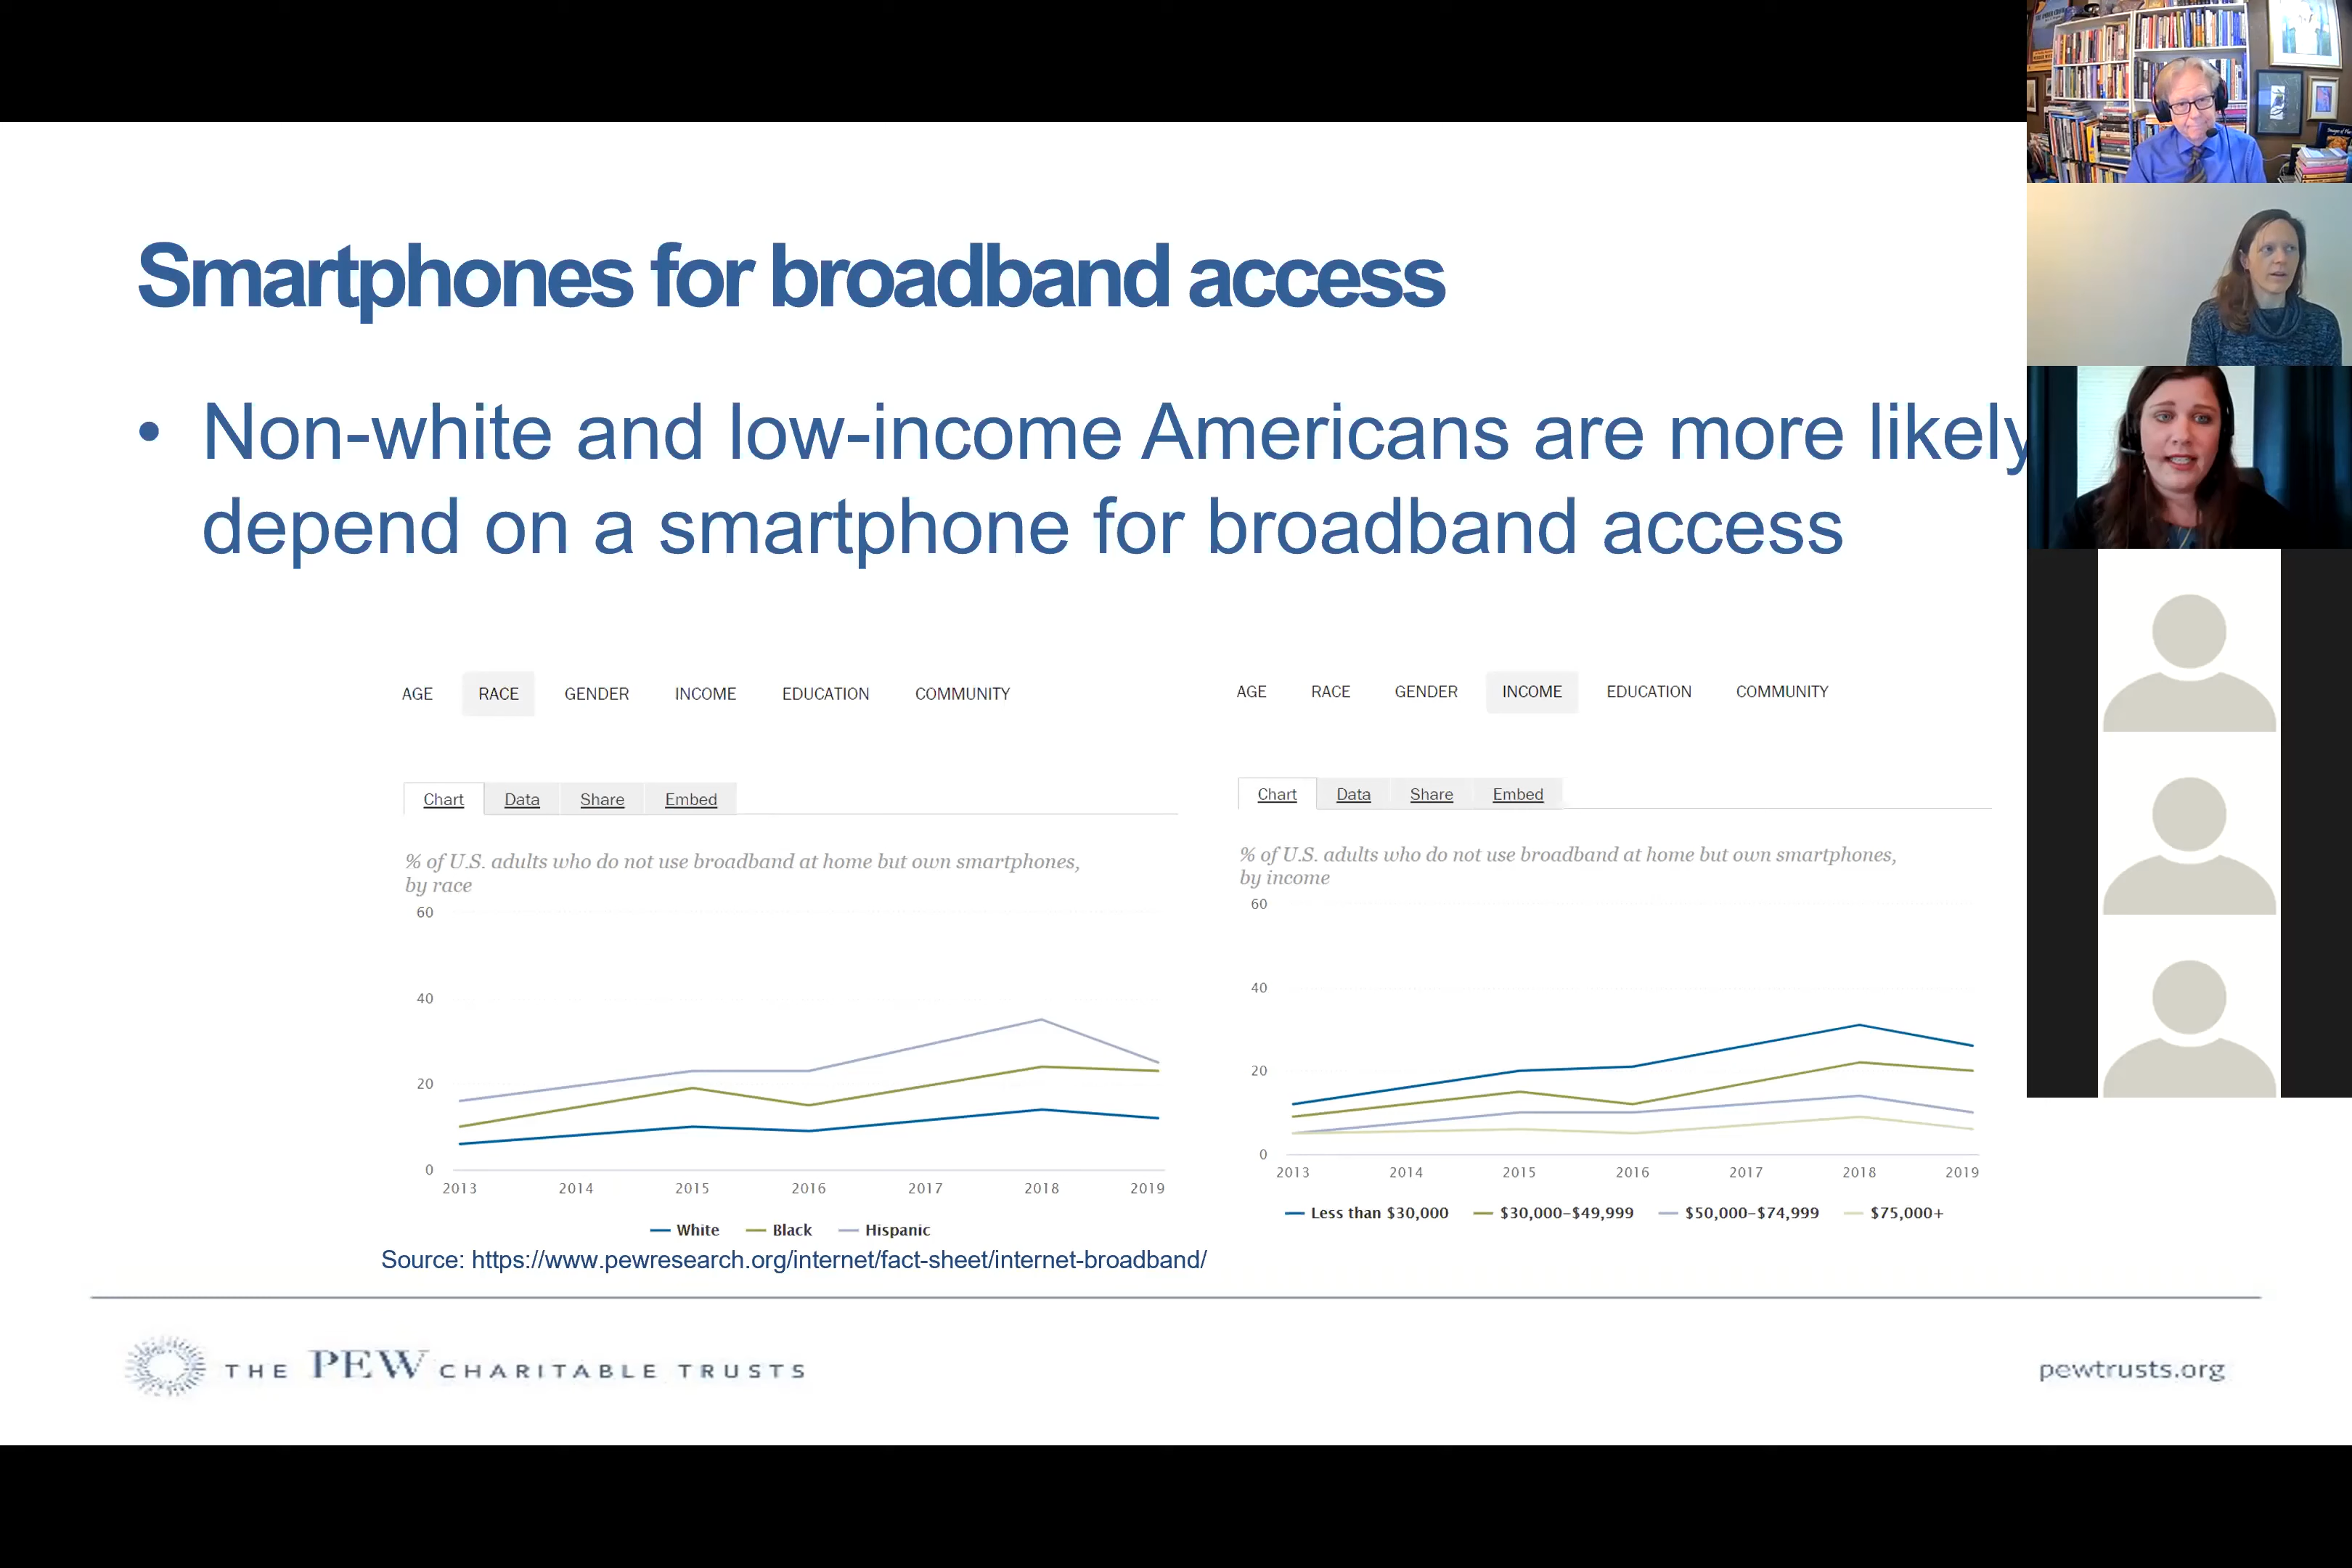 Smartphones for broadband access
• Non-white and low-income Americans are more likely
depend on a smartphone for broadband access
AGE RACE GENDER INCOME EDUCATION COMMUNITY
Chart Data Share Embed
% of U.S. adults who do not use broadband at home but own smartphones,
by race
60
40
20
0
2013 2014 2015 2016 2017 2018 2019
White Black Hispanic
AGE RACE GENDER INCOME EDUCATION COMMUNITY
Chart Data Share Embed
% of U.S. adults who do not use broadband at home but own smartphones,
by income
60
40
20
0
2013 2014 2015 2016 2017 2018 2019
Less than $30,000 $30,000–$49,999 $50,000–$74,999 $75,000+
Source: https://www.pewresearch.org/internet/fact-sheet/internet-broadband/
THE PEW CHARITABLE TRUSTS
pewtrusts.org